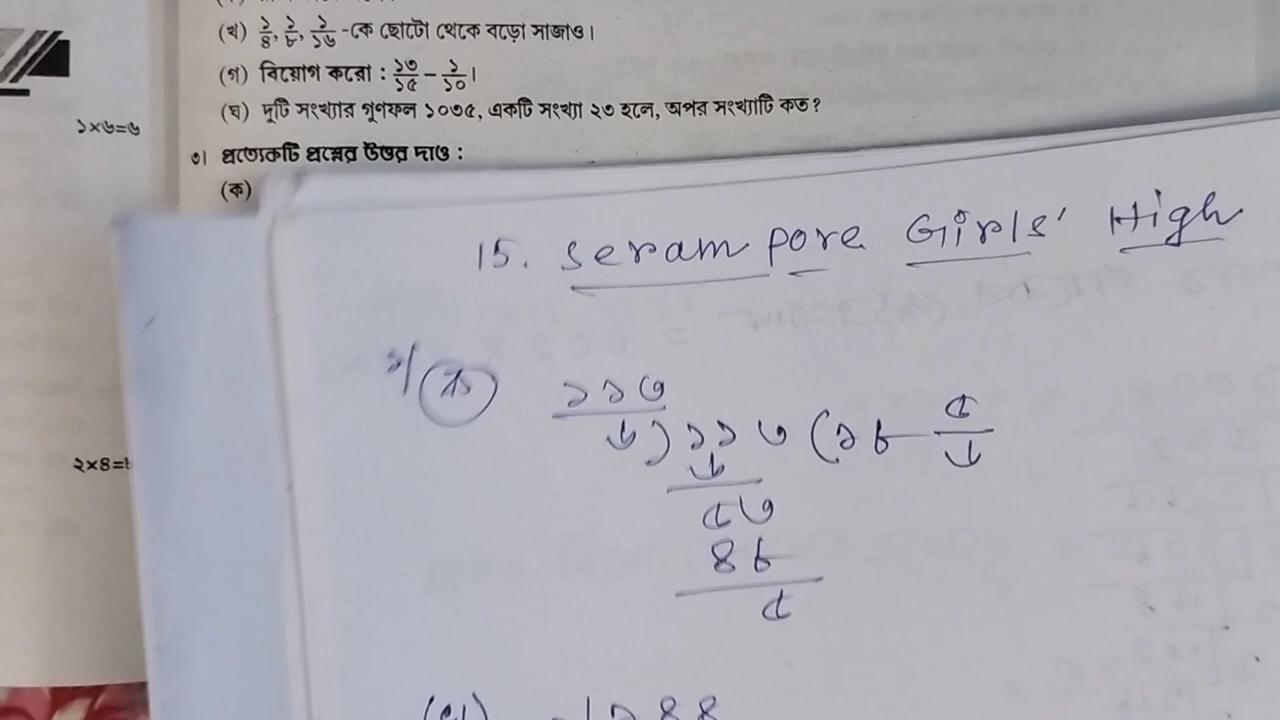 (খ) ১/৪, ১/৮, ১/১৬ -কে ছোটো থেকে বড়ো সাজাও।
(গ) বিয়োগ করো : ১৩/১৫ − ১/১০।
(ঘ) দুটি সংখ্যার গুণফল ১০৩৫, একটি সংখ্যা ২৩ হলে, অপর সংখ্যাটি কত?
১×৬=৬
৩। প্রত্যেকটি প্রশ্নের উত্তর দাও :
(ক)
15. Serampore Girls' High
১/ (ক) ১১৩
৬) ১১৩ (১৮ ৫/৬
৬
৫৩
৪৮
৫
২×৪=৮